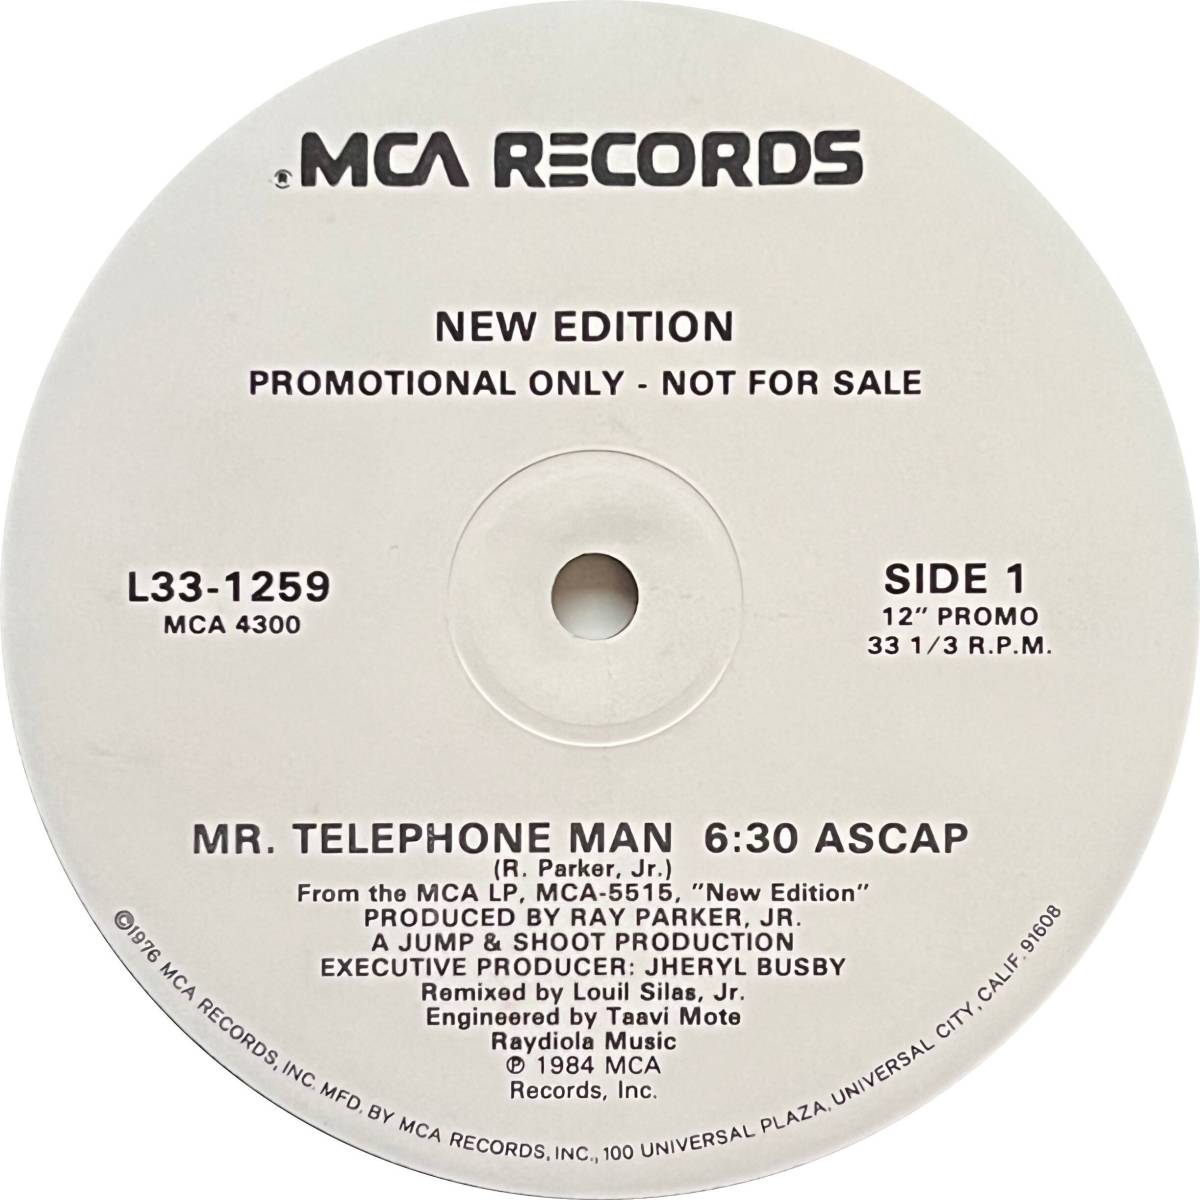 ® MCA RECORDS
NEW EDITION
PROMOTIONAL ONLY - NOT FOR SALE
L33-1259
MCA 4300
SIDE 1
12" PROMO
33 1/3 R.P.M.
MR. TELEPHONE MAN 6:30 ASCAP
(R. Parker, Jr.)
From the MCA LP, MCA-5515, "New Edition"
PRODUCED BY RAY PARKER, JR.
A JUMP & SHOOT PRODUCTION
EXECUTIVE PRODUCER: JHERYL BUSBY
Remixed by Louil Silas, Jr.
Engineered by Taavi Mote
Raydiola Music
℗ 1984 MCA
Records, Inc.
©1976 MCA RECORDS, INC. MFD. BY MCA RECORDS, INC., 100 UNIVERSAL PLAZA, UNIVERSAL CITY, CALIF. 91608